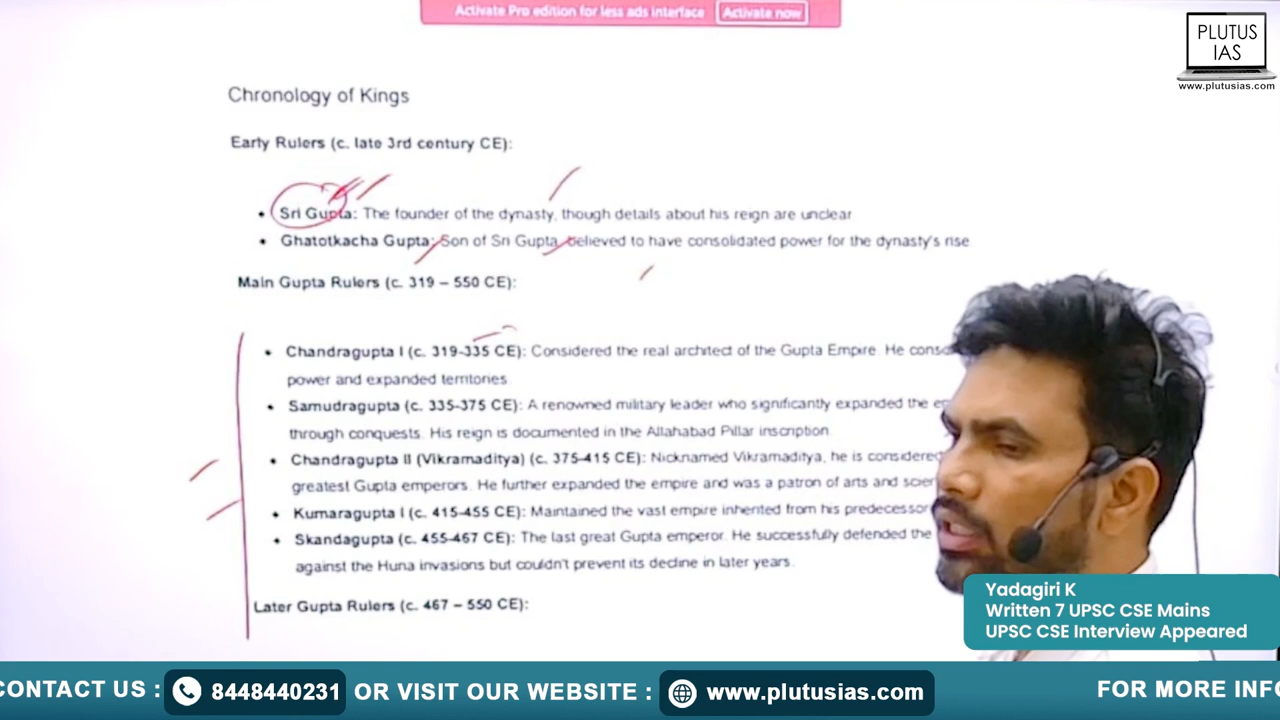 Activate Pro edition for less ads interface Activate now
PLUTUS
IAS
www.plutusias.com
Chronology of Kings
Early Rulers (c. late 3rd century CE):
• Sri Gupta: The founder of the dynasty, though details about his reign are unclear
• Ghatotkacha Gupta: Son of Sri Gupta, believed to have consolidated power for the dynasty's rise
Main Gupta Rulers (c. 319 – 550 CE):
• Chandragupta I (c. 319-335 CE): Considered the real architect of the Gupta Empire. He
power and expanded territories
• Samudragupta (c. 335-375 CE): A renowned military leader who significantly expanded the
through conquests. His reign is documented in the Allahabad Pillar inscription
• Chandragupta II (Vikramaditya) (c. 375-415 CE): Nicknamed Vikramaditya, he is considered
greatest Gupta emperors. He further expanded the empire and was a patron of arts and
• Kumaragupta I (c. 415-455 CE): Maintained the vast empire inherited from his predecessor
• Skandagupta (c. 455-467 CE): The last great Gupta emperor. He successfully defended the
against the Huna invasions but couldn't prevent its decline in later years.
Later Gupta Rulers (c. 467 – 550 CE):
Yadagiri K
Written 7 UPSC CSE Mains
UPSC CSE Interview Appeared
CONTACT US : 8448440231 OR VISIT OUR WEBSITE : www.plutusias.com FOR MORE INFO